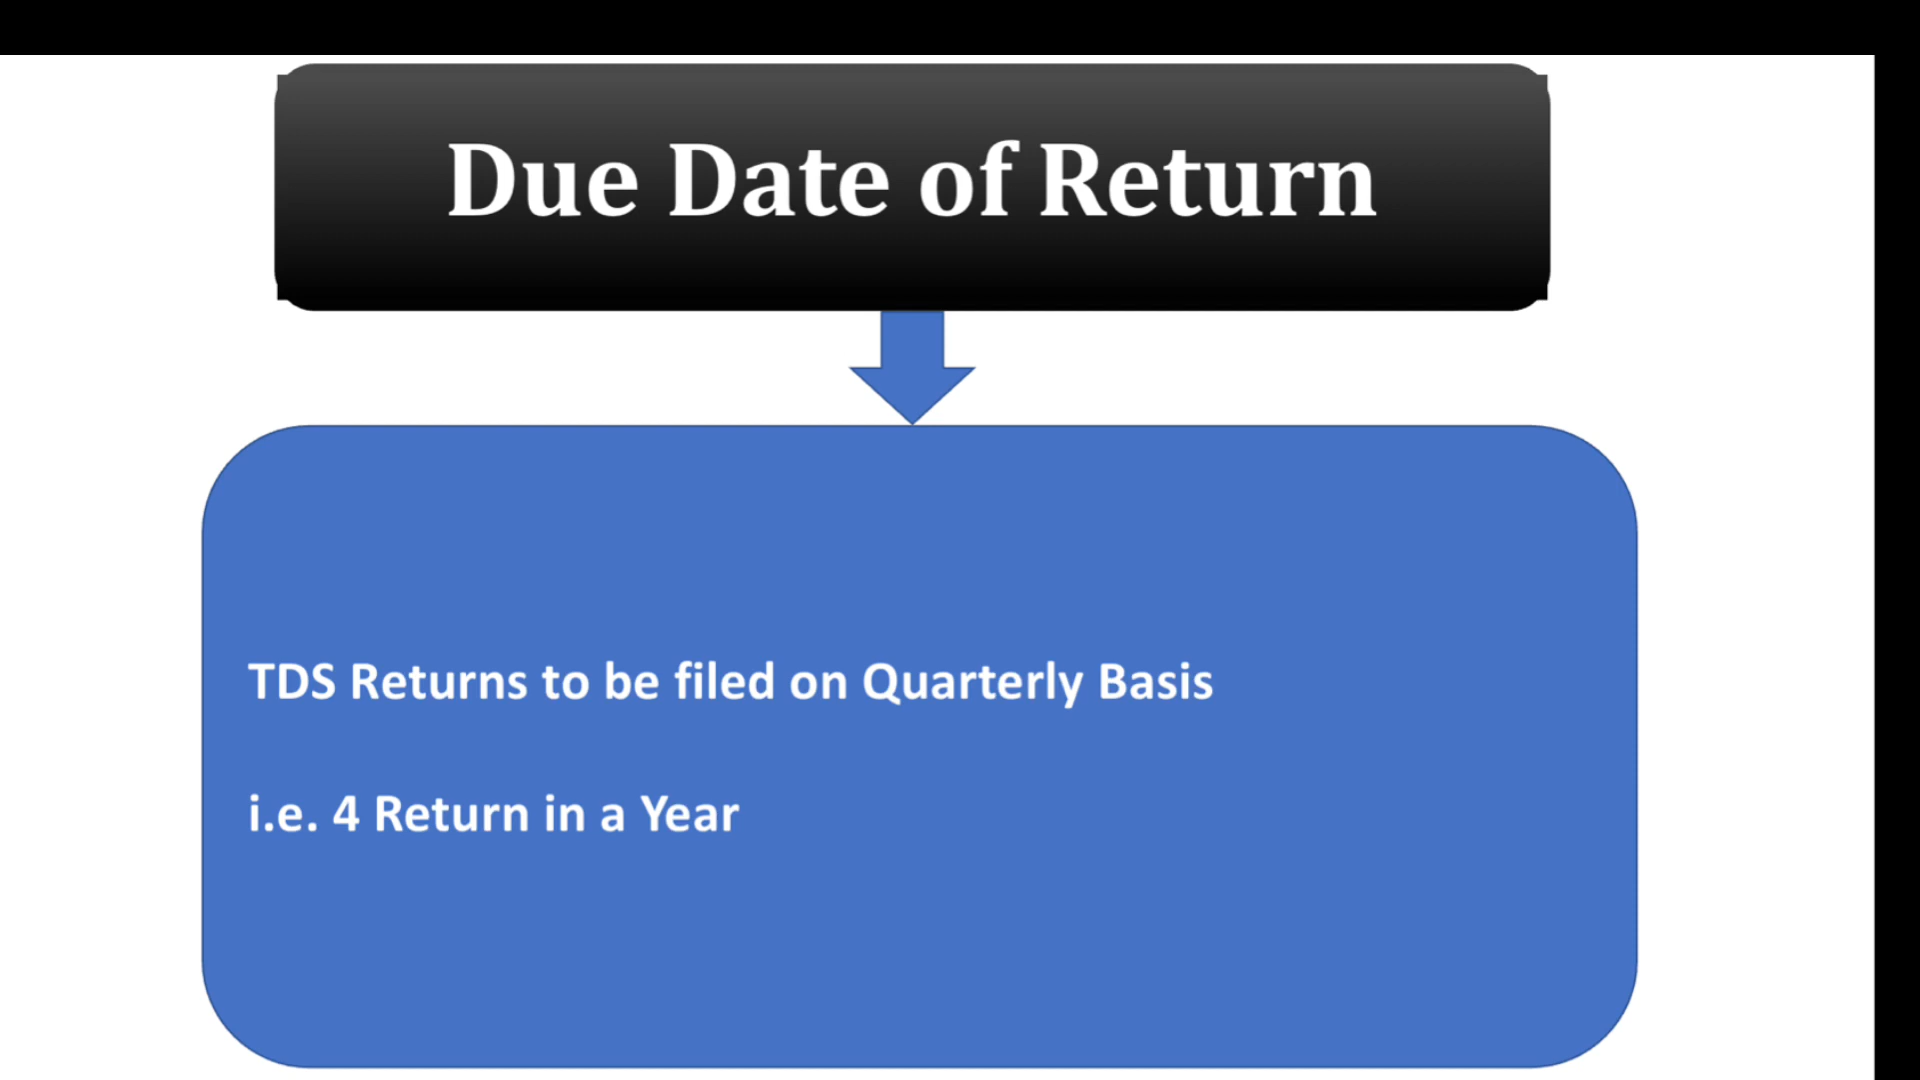 Due Date of Return
TDS Returns to be filed on Quarterly Basis
i.e. 4 Return in a Year